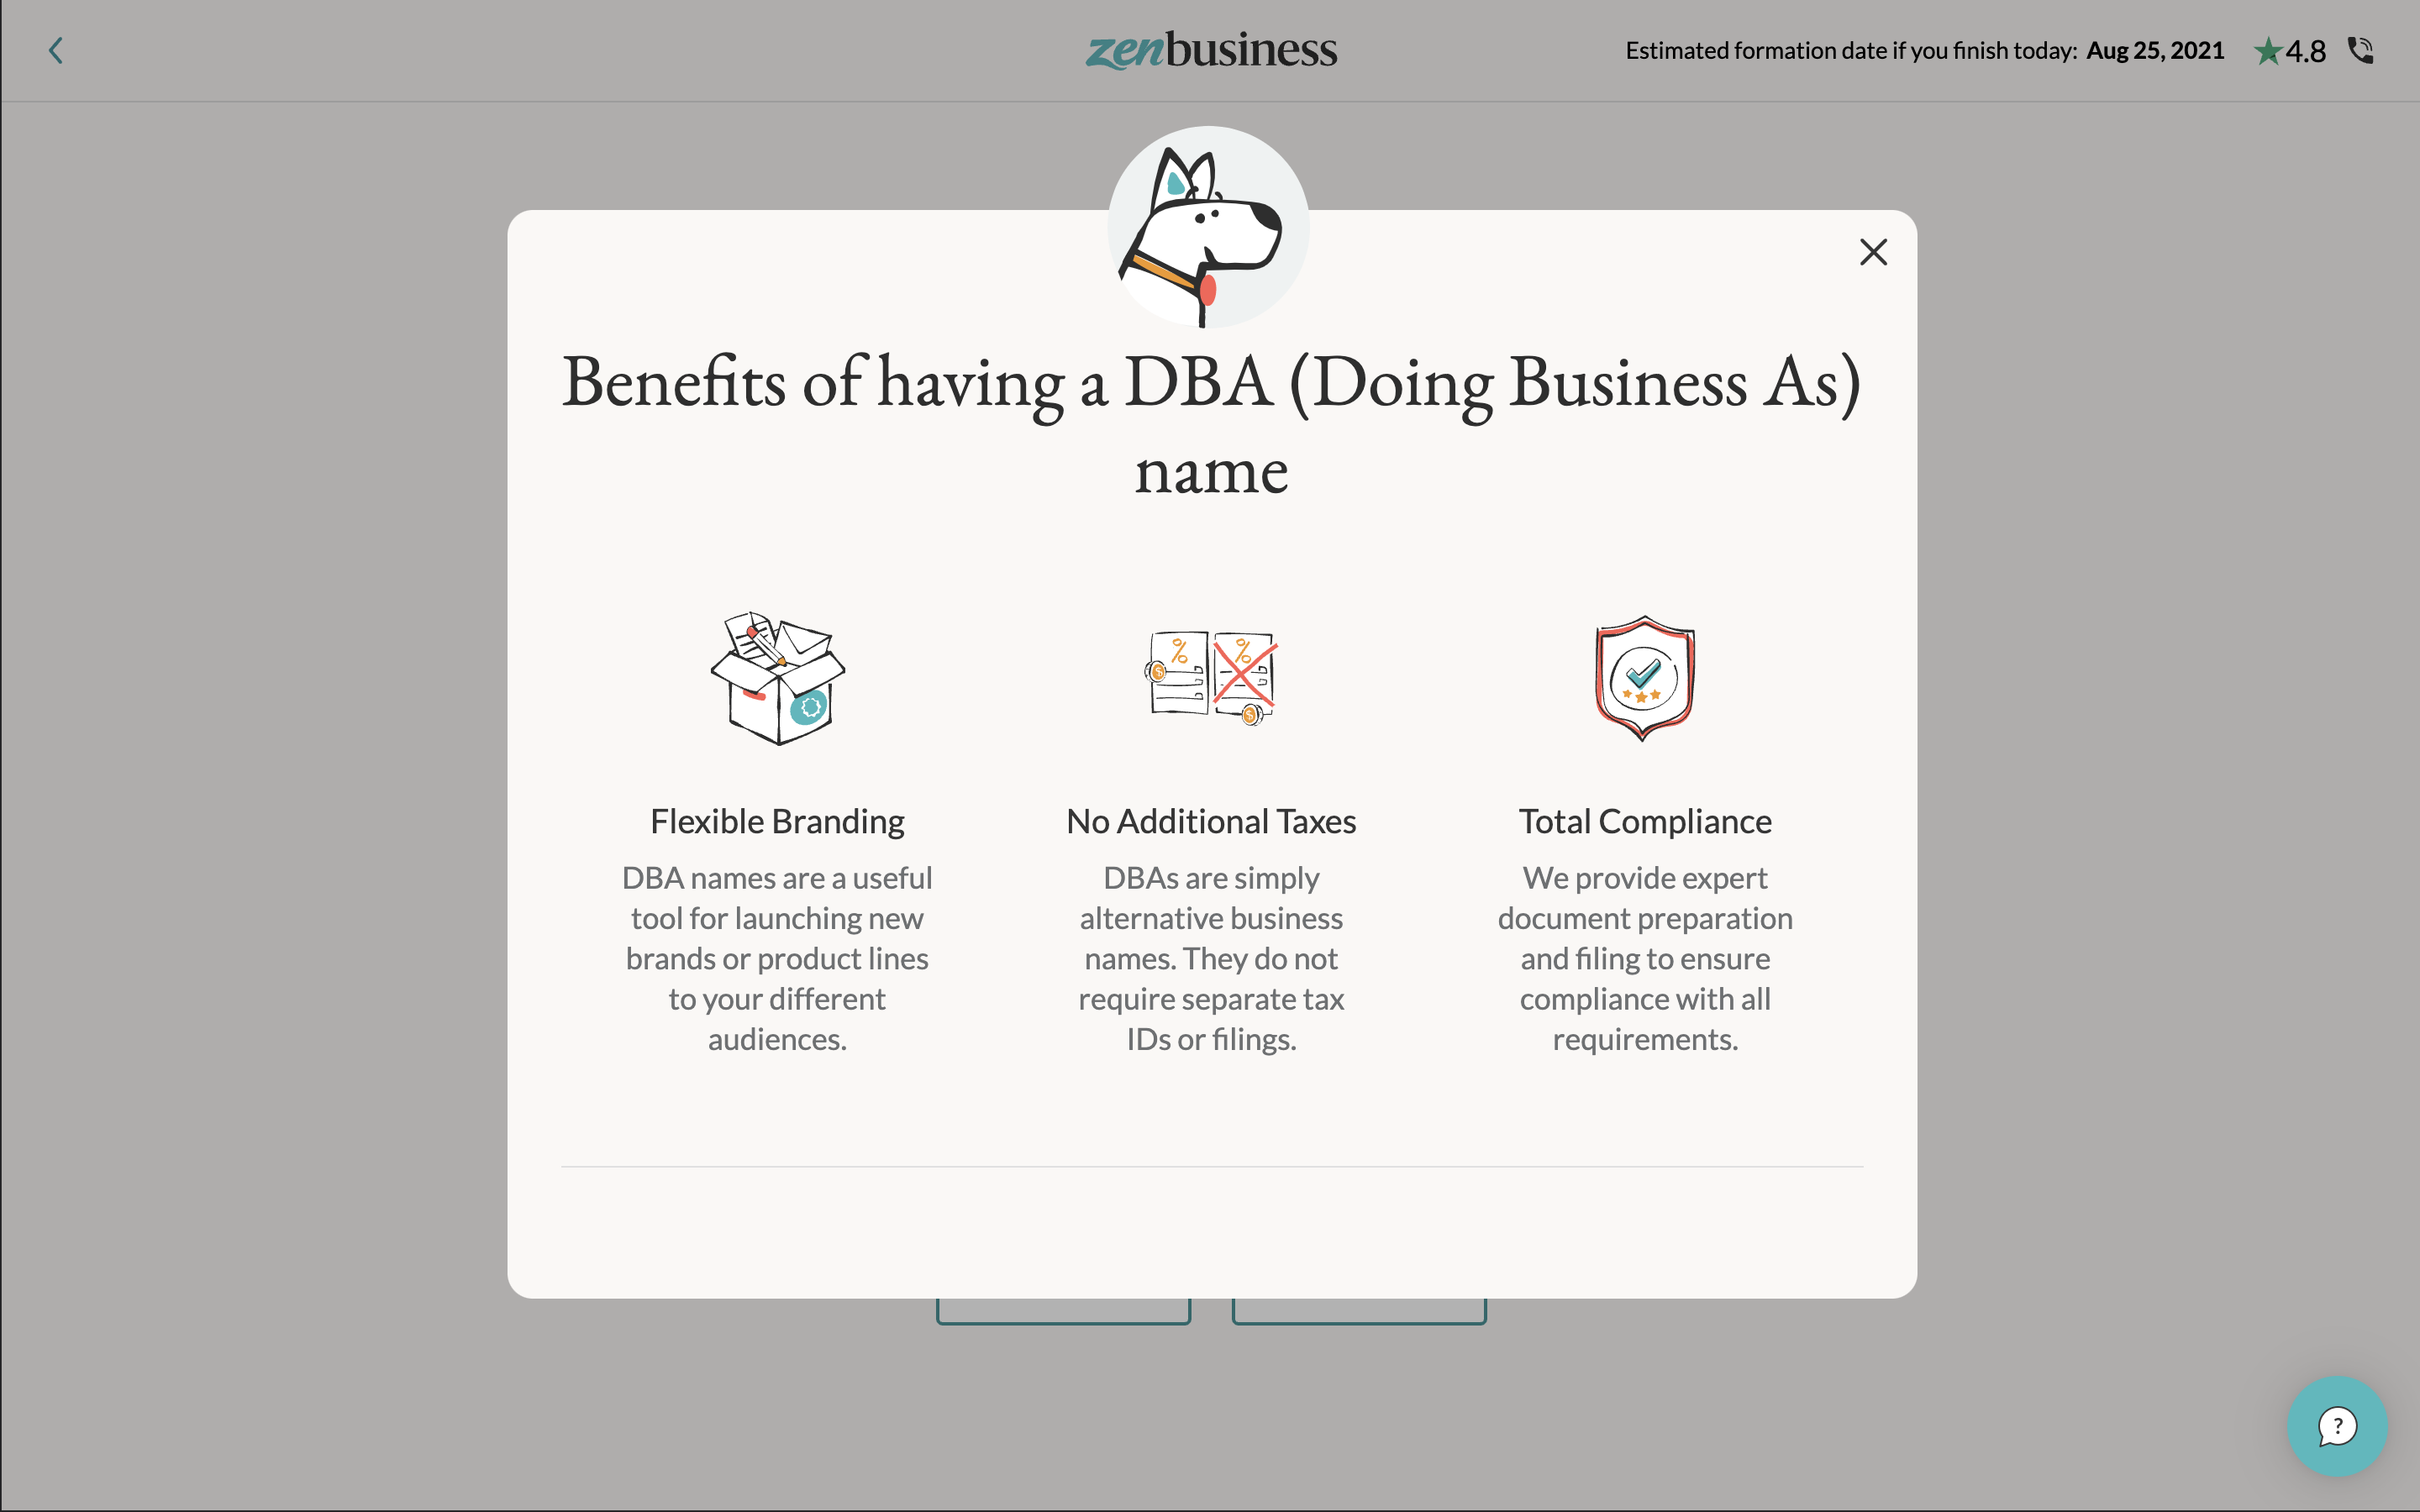 zenbusiness
Estimated formation date if you finish today: Aug 25, 2021
4.8
Benefits of having a DBA (Doing Business As)
name
% %
$
$
Flexible Branding
DBA names are a useful
tool for launching new
brands or product lines
to your different
audiences.
No Additional Taxes
DBAs are simply
alternative business
names. They do not
require separate tax
IDs or filings.
Total Compliance
We provide expert
document preparation
and filing to ensure
compliance with all
requirements.
?